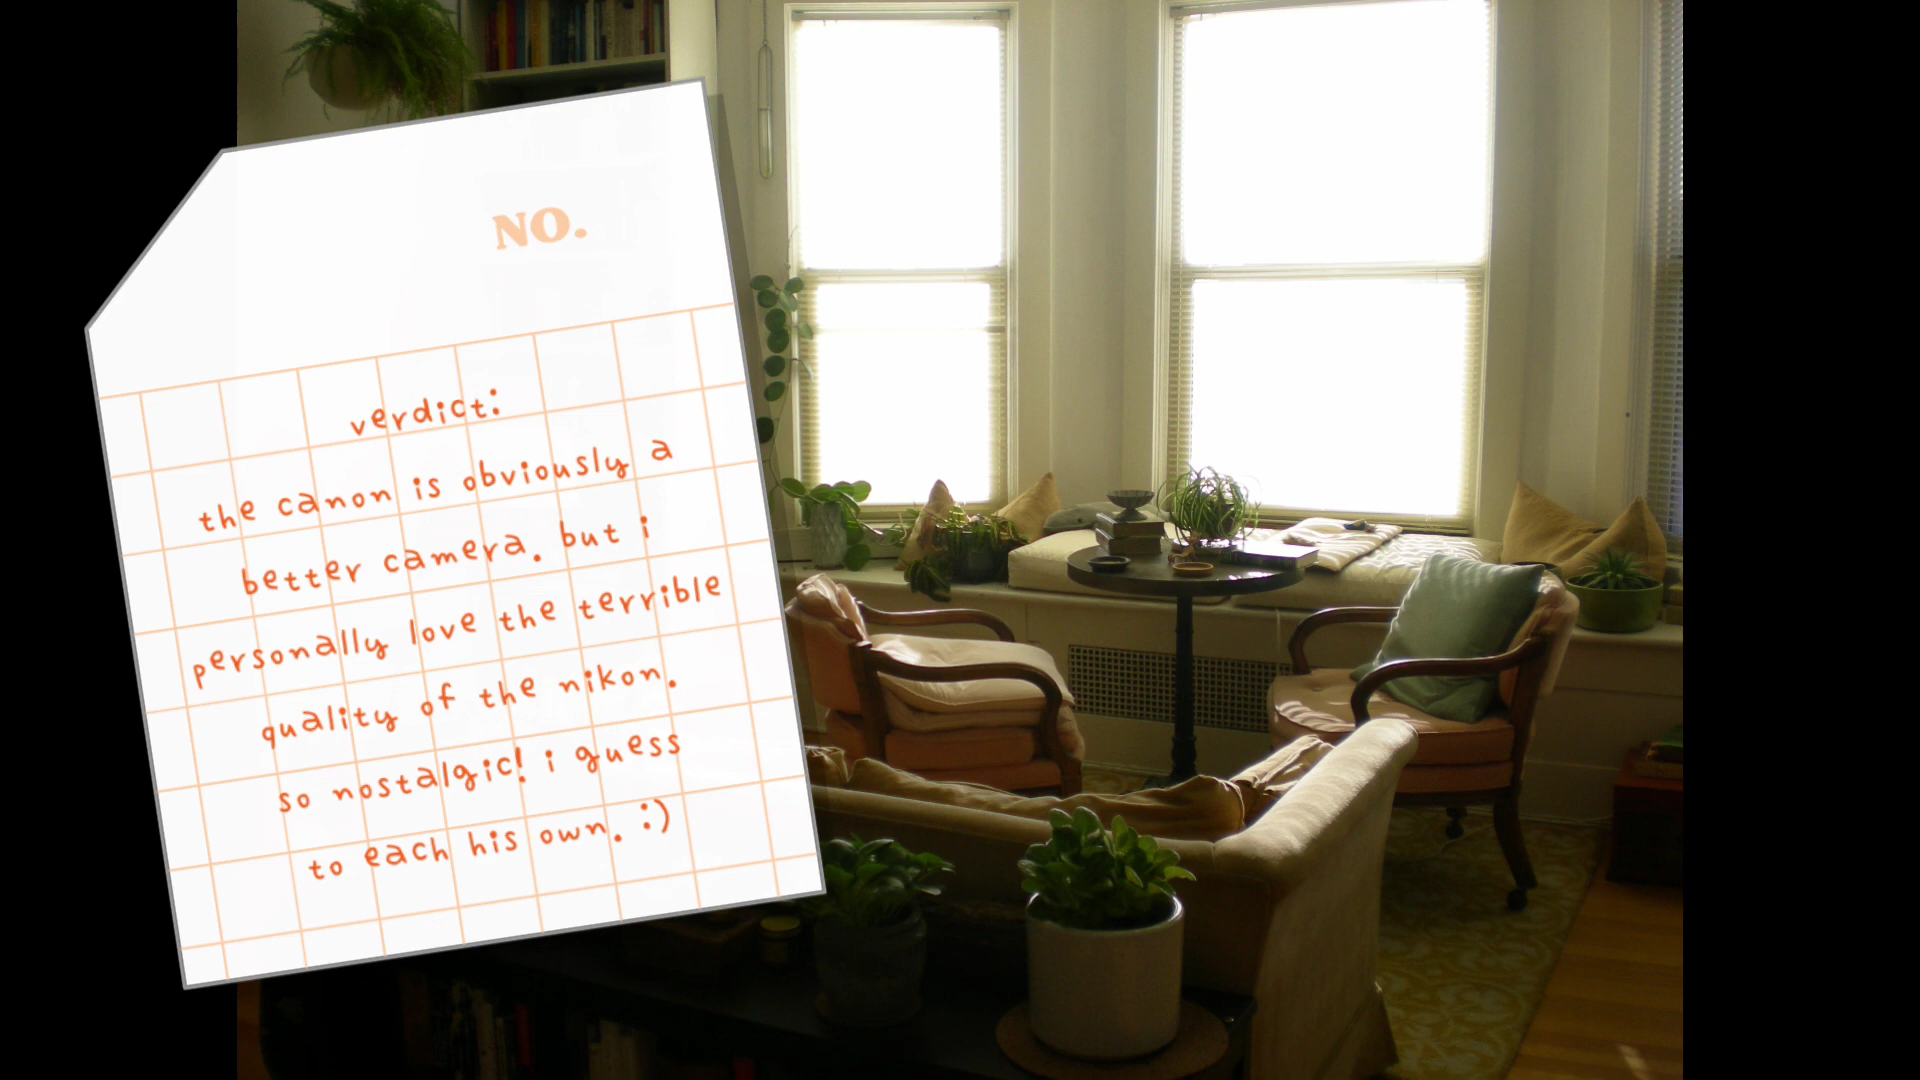 NO.
verdict:
the canon is obviously a
better camera. but i
personally love the terrible
quality of the nikon.
so nostalgic! i guess
to each his own. :)